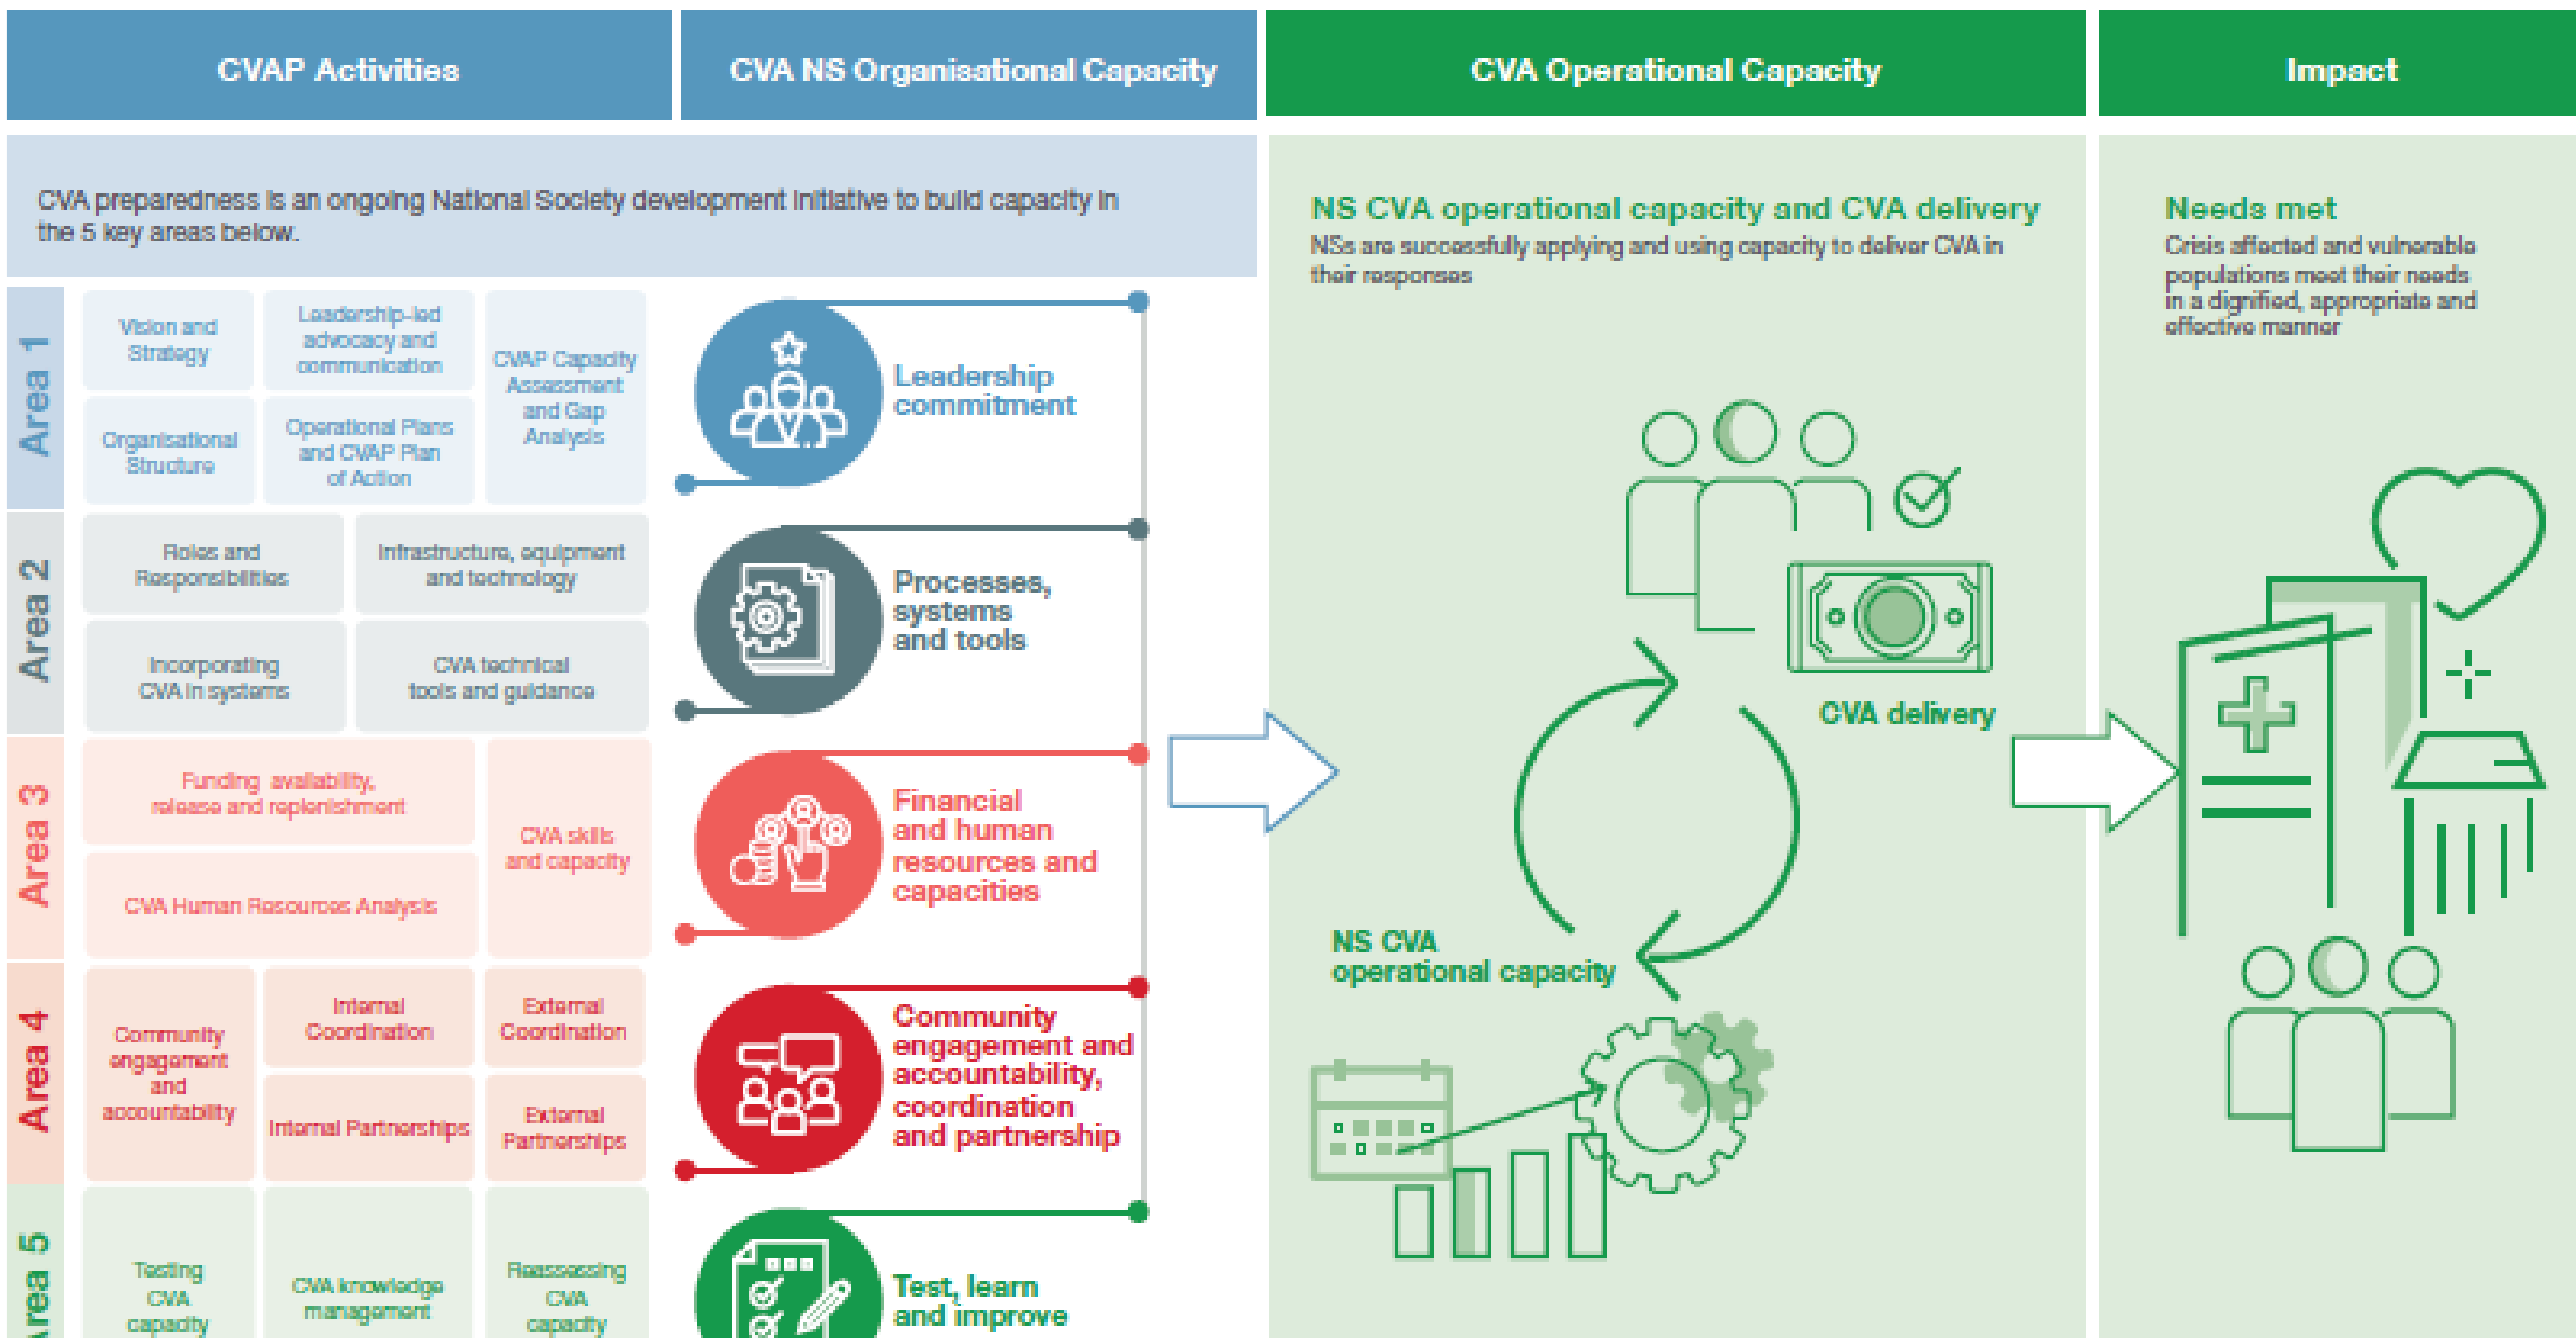 CVAP Activities
CVA NS Organisational Capacity
CVA Operational Capacity
Impact
CVA preparedness is an ongoing National Society development initiative to build capacity in
the 5 key areas below.
NS CVA operational capacity and CVA delivery
NSs are successfully applying and using capacity to deliver CVA in
their responses
Needs met
Crisis affected and vulnerable
populations meet their needs
in a dignified, appropriate and
effective manner
Area 1
Vision and
Strategy
Leadership-led
advocacy and
communication
CVAP Capacity
Assessment
and Gap
Analysis
Organisational
Structure
Operational Plans
and CVAP Plan
of Action
Leadership
commitment
Area 2
Roles and
Responsibilities
Infrastructure, equipment
and technology
Incorporating
CVA in systems
CVA technical
tools and guidance
Processes,
systems
and tools
Area 3
Funding availability,
release and replenishment
CVA skills
and capacity
CVA Human Resources Analysis
Financial
and human
resources and
capacities
Area 4
Community
engagement
and
accountability
Internal
Coordination
External
Coordination
Internal Partnerships
External
Partnerships
Community
engagement and
accountability,
coordination
and partnership
Area 5
Testing
CVA
capacity
CVA knowledge
management
Reassessing
CVA
capacity
Test, learn
and improve
CVA delivery
NS CVA
operational capacity